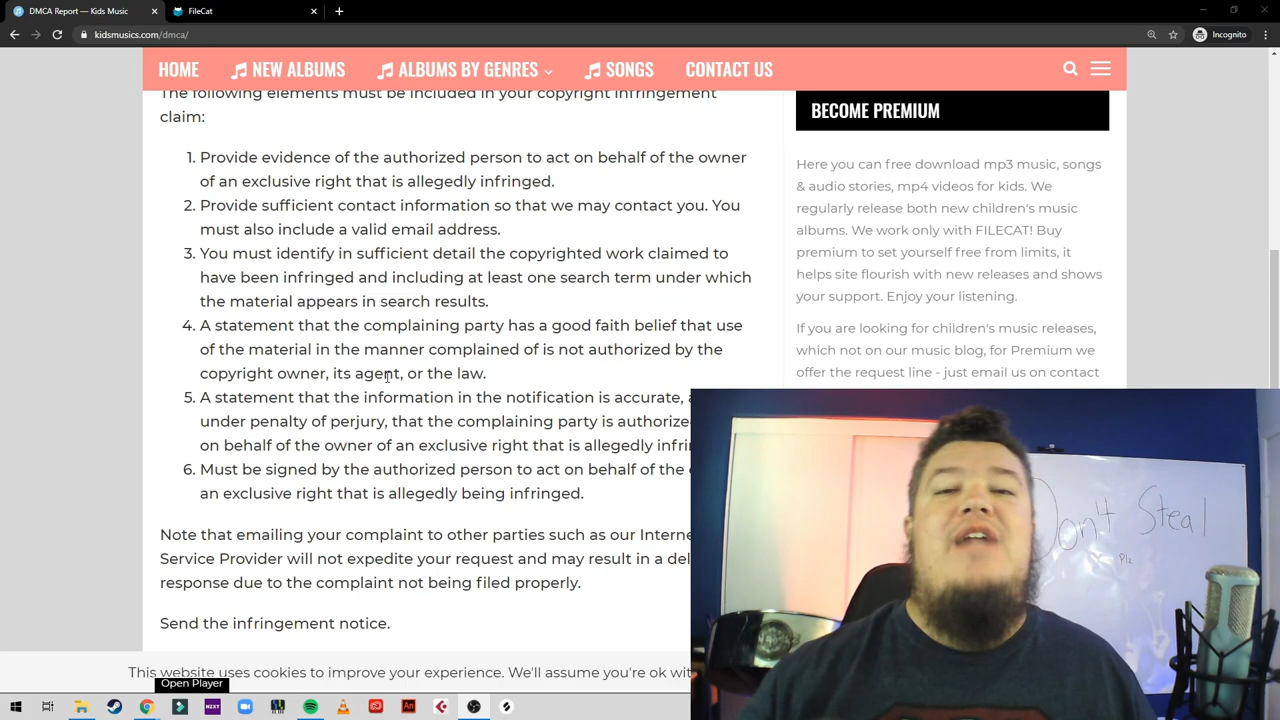 DMCA Report — Kids Music
FileCat
kidsmusics.com/dmca/
Incognito
HOME
NEW ALBUMS
ALBUMS BY GENRES
SONGS
CONTACT US
The following elements must be included in your copyright infringement
claim:
1. Provide evidence of the authorized person to act on behalf of the owner
of an exclusive right that is allegedly infringed.
2. Provide sufficient contact information so that we may contact you. You
must also include a valid email address.
3. You must identify in sufficient detail the copyrighted work claimed to
have been infringed and including at least one search term under which
the material appears in search results.
4. A statement that the complaining party has a good faith belief that use
of the material in the manner complained of is not authorized by the
copyright owner, its agent, or the law.
5. A statement that the information in the notification is accurate,
under penalty of perjury, that the complaining party is authorize
on behalf of the owner of an exclusive right that is allegedly infri
6. Must be signed by the authorized person to act on behalf of the
an exclusive right that is allegedly being infringed.
Note that emailing your complaint to other parties such as our Interne
Service Provider will not expedite your request and may result in a del
response due to the complaint not being filed properly.
Send the infringement notice.
BECOME PREMIUM
Here you can free download mp3 music, songs
& audio stories, mp4 videos for kids. We
regularly release both new children's music
albums. We work only with FILECAT! Buy
premium to set yourself free from limits, it
helps site flourish with new releases and shows
your support. Enjoy your listening.
If you are looking for children's music releases,
which not on our music blog, for Premium we
offer the request line - just email us on contact
Don't Steal
Plz
This website uses cookies to improve your experience. We'll assume you're ok wit
Open Player